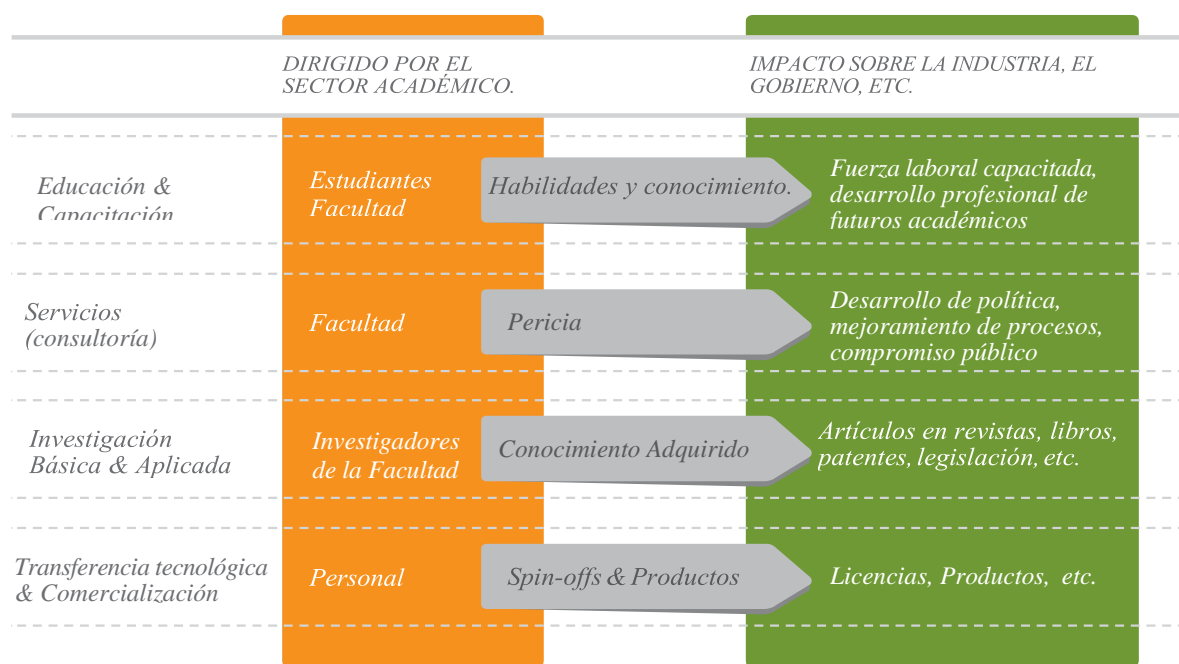 DIRIGIDO POR EL
SECTOR ACADÉMICO.
IMPACTO SOBRE LA INDUSTRIA, EL
GOBIERNO, ETC.
Educación &
Capacitación
Estudiantes
Facultad
Habilidades y conocimiento.
Fuerza laboral capacitada,
desarrollo profesional de
futuros académicos
Servicios
(consultoría)
Facultad
Pericia
Desarrollo de política,
mejoramiento de procesos,
compromiso público
Investigación
Básica & Aplicada
Investigadores
de la Facultad
Conocimiento Adquirido
Artículos en revistas, libros,
patentes, legislación, etc.
Transferencia tecnológica
& Comercialización
Personal
Spin-offs & Productos
Licencias, Productos, etc.